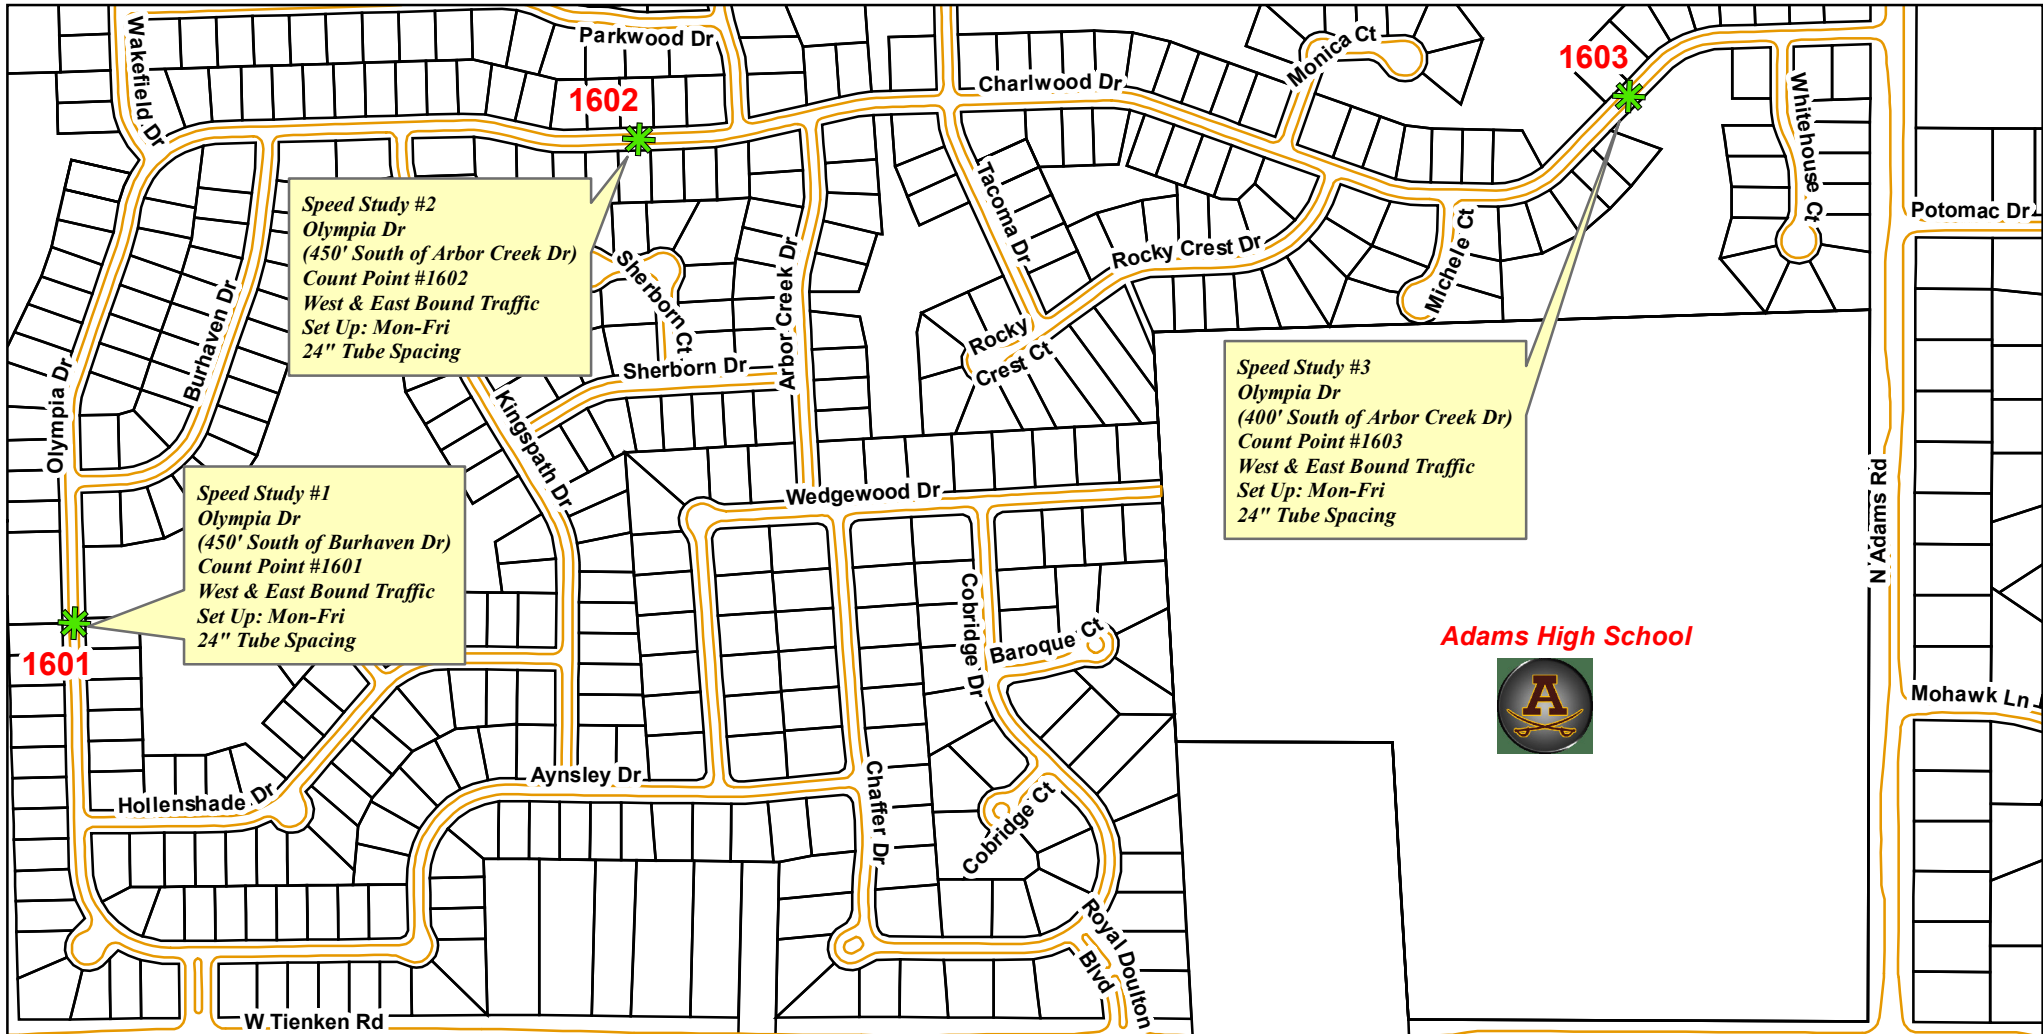 Wakefield Dr
Parkwood Dr
Monica Ct
1603
Charlwood Dr
1602
Whitehouse Ct
Potomac Dr
Tacoma Dr
Speed Study #2
Olympia Dr
(450' South of Arbor Creek Dr)
Count Point #1602
West & East Bound Traffic
Set Up: Mon-Fri
24" Tube Spacing
Sherborn Ct
Arbor Creek Dr
Rocky Crest Dr
Michele Ct
Burhaven Dr
Olympia Dr
Sherborn Dr
Rocky
Crest Ct
Speed Study #3
Olympia Dr
(400' South of Arbor Creek Dr)
Count Point #1603
West & East Bound Traffic
Set Up: Mon-Fri
24" Tube Spacing
Kingspath Dr
Wedgewood Dr
N Adams Rd
Speed Study #1
Olympia Dr
(450' South of Burhaven Dr)
Count Point #1601
West & East Bound Traffic
Set Up: Mon-Fri
24" Tube Spacing
1601
Cobridge Dr
Baroque Ct
Adams High School
A
Mohawk Ln
Hollenshade Dr
Aynsley Dr
Chaffer Dr
Cobridge Ct
Royal Doulton
Blvd
W Tienken Rd